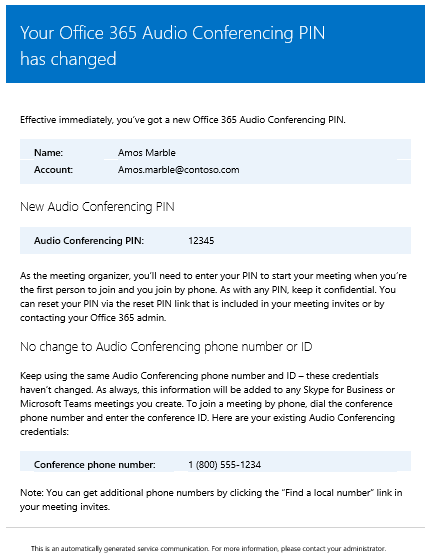 Your Office 365 Audio Conferencing PIN
has changed
Effective immediately, you've got a new Office 365 Audio Conferencing PIN.
Name: Amos Marble
Account: Amos.marble@contoso.com
New Audio Conferencing PIN
Audio Conferencing PIN: 12345
As the meeting organizer, you'll need to enter your PIN to start your meeting when you're
the first person to join and you join by phone. As with any PIN, keep it confidential. You
can reset your PIN via the reset PIN link that is included in your meeting invites or by
contacting your Office 365 admin.
No change to Audio Conferencing phone number or ID
Keep using the same Audio Conferencing phone number and ID – these credentials
haven't changed. As always, this information will be added to any Skype for Business or
Microsoft Teams meetings you create. To join a meeting by phone, dial the conference
phone number and enter the conference ID. Here are your existing Audio Conferencing
credentials:
Conference phone number: 1 (800) 555-1234
Note: You can get additional phone numbers by clicking the "Find a local number" link in
your meeting invites.
This is an automatically generated service communication. For more information, please contact your administrator.